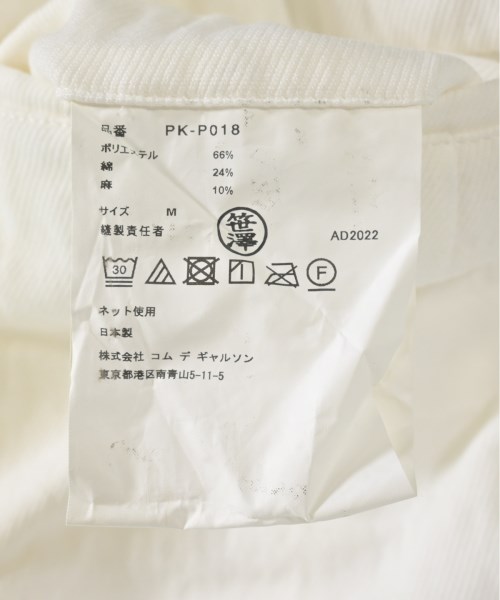 品番 PK-P018
ポリエステル 66%
綿 24%
麻 10%
サイズ M
縫製責任者 笹澤 AD2022
30 F
ネット使用
日本製
株式会社 コム デ ギャルソン
東京都港区南青山5-11-5